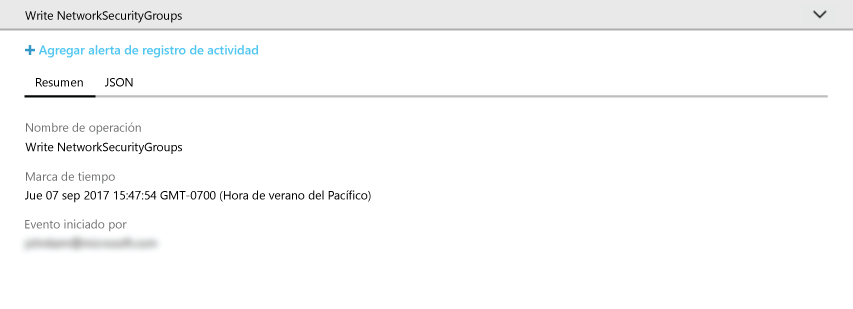 Write NetworkSecurityGroups
Agregar alerta de registro de actividad
Resumen
JSON
Nombre de operación
Write NetworkSecurityGroups
Marca de tiempo
Jue 07 sep 2017 15:47:54 GMT-0700 (Hora de verano del Pacífico)
Evento iniciado por